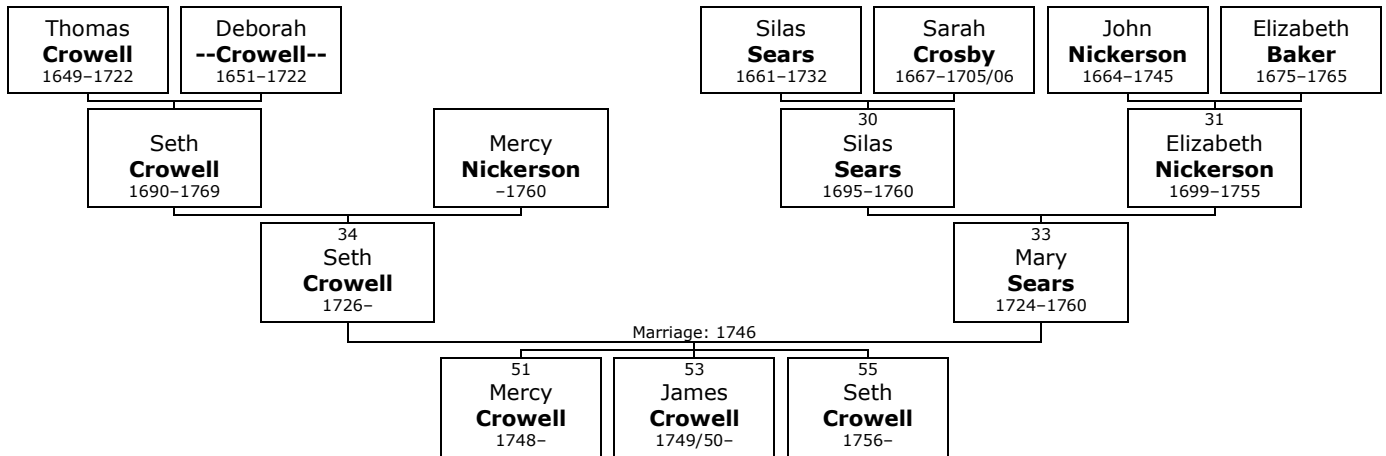 Thomas
Crowell
1649–1722
Deborah
--Crowell--
1651–1722
Silas
Sears
1661–1732
Sarah
Crosby
1667–1705/06
John
Nickerson
1664–1745
Elizabeth
Baker
1675–1765
Seth
Crowell
1690–1769
Mercy
Nickerson
–1760
30
Silas
Sears
1695–1760
31
Elizabeth
Nickerson
1699–1755
34
Seth
Crowell
1726–
33
Mary
Sears
1724–1760
Marriage: 1746
51
Mercy
Crowell
1748–
53
James
Crowell
1749/50–
55
Seth
Crowell
1756–